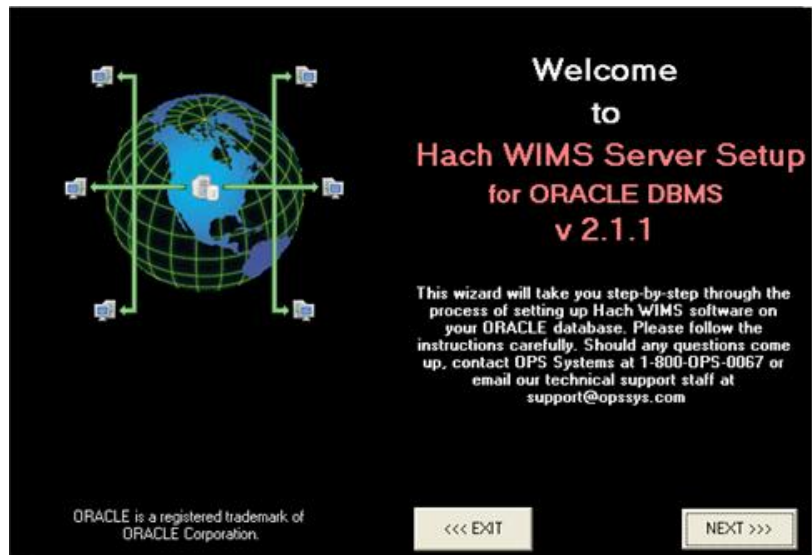 Welcome
to
Hach WIMS Server Setup
for ORACLE DBMS
v 2.1.1
This wizard will take you step-by-step through the
process of setting up Hach WIMS software on
your ORACLE database. Please follow the
instructions carefully. Should any questions come
up, contact OPS Systems at 1-800-OPS-0067 or
email our technical support staff at
support@opssys.com
ORACLE is a registered trademark of
ORACLE Corporation.
<<< EXIT
NEXT >>>